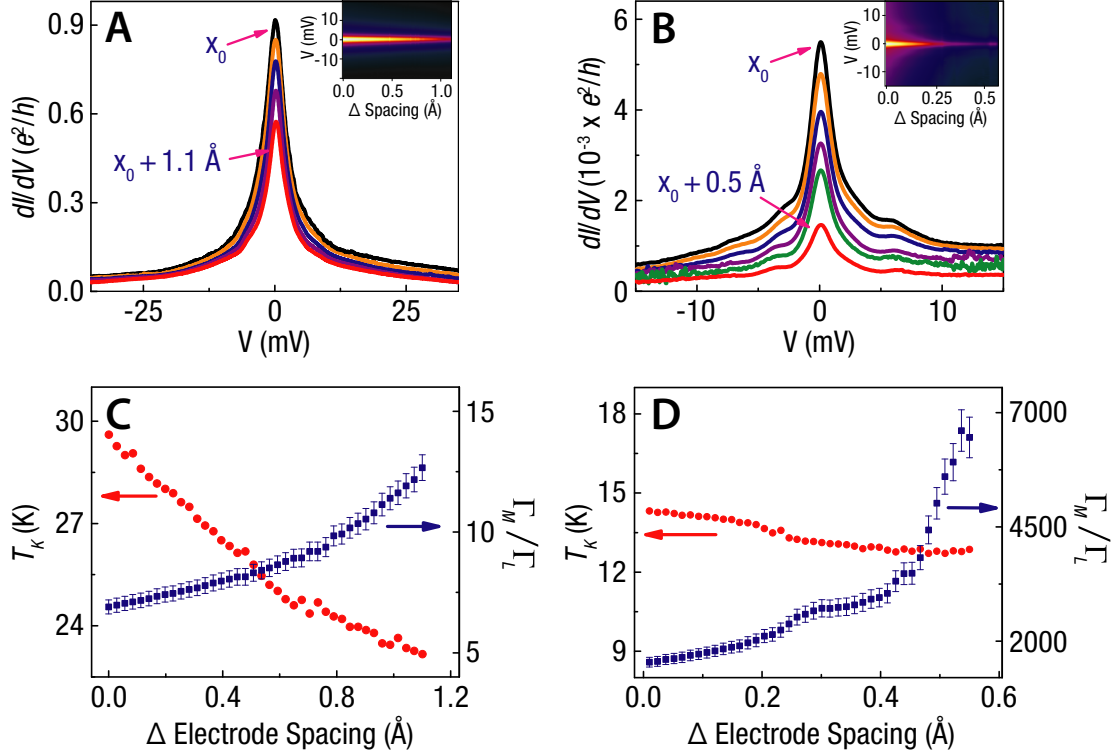 A
0.9
0.6
0.3
0.0
dI/dV (e²/h)
x₀
x₀ + 1.1 Å
-25
0
25
V (mV)
10
0
-10
V (mV)
0.0
0.5
1.0
Δ Spacing (Å)
B
6
4
2
0
dI/dV (10⁻³ x e²/h)
x₀
x₀ + 0.5 Å
-10
0
10
V (mV)
10
0
-10
V (mV)
0.0
0.25
0.5
Δ Spacing (Å)
C
30
27
24
T_K (K)
15
10
5
Γ_M/Γ_L
0.0
0.4
0.8
1.2
Δ Electrode Spacing (Å)
D
18
15
12
9
T_K (K)
7000
4500
2000
Γ_M/Γ_L
0.0
0.2
0.4
0.6
Δ Electrode Spacing (Å)